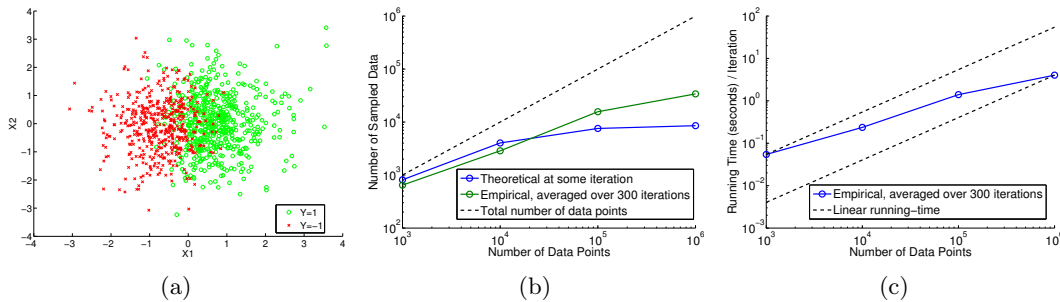 4
3
2
1
0
−1
−2
−3
−4
X2
−4
−3
−2
−1
0
1
2
3
4
X1
Y=1
Y=−1
(a)
10^6
10^5
10^4
10^3
10^2
Number of Sampled Data
Theoretical at some iteration
Empirical, averaged over 300 iterations
Total number of data points
10^3
10^4
10^5
10^6
Number of Data Points
(b)
10^2
10^1
10^0
10^−1
10^−2
10^−3
Running Time (seconds) / Iteration
Empirical, averaged over 300 iterations
Linear running−time
10^3
10^4
10^5
10^6
Number of Data Points
(c)